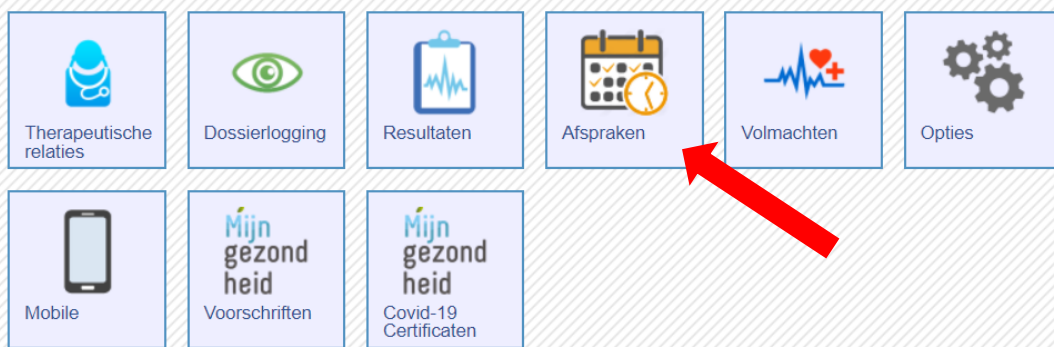 Therapeutische
relaties
Dossierlogging
Resultaten
Afspraken
Volmachten
Opties
Mijn
gezond
heid
Mobile
Voorschriften
Mijn
gezond
heid
Covid-19
Certificaten